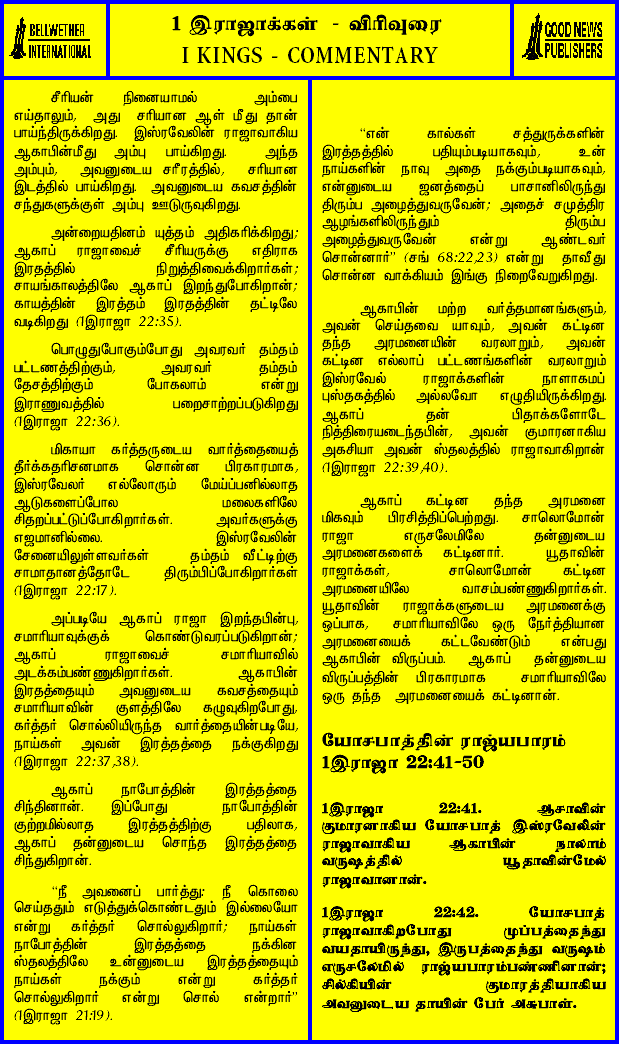 BELLWETHER
INTERNATIONAL
1 இராஜாக்கள் - விரிவுரை
I KINGS - COMMENTARY
GOOD NEWS
PUBLISHERS
சீரியன் நினையாமல் அம்பை
எய்தாலும், அது சரியான ஆள் மீது தான்
பாய்ந்திருக்கிறது. இஸ்ரவேலின் ராஜாவாகிய
ஆகாபின்மீது அம்பு பாய்கிறது. அந்த
அம்பும், அவனுடைய சரீரத்தில், சரியான
இடத்தில் பாய்கிறது. அவனுடைய கவசத்தின்
சந்துகளுக்குள் அம்பு ஊடுருவுகிறது.
அன்றையதினம் யுத்தம் அதிகரிக்கிறது;
ஆகாப் ராஜாவைச் சீரியருக்கு எதிராக
இரதத்தில் நிறுத்திவைக்கிறார்கள்;
சாயங்காலத்திலே ஆகாப் இறந்துபோகிறான்;
காயத்தின் இரத்தம் இரதத்தின் தட்டிலே
வடிகிறது (1இராஜா 22:35).
பொழுதுபோகும்போது அவரவர் தம்தம்
பட்டணத்திற்கும், அவரவர் தம்தம்
தேசத்திற்கும் போகலாம் என்று
இராணுவத்தில் பறைசாற்றப்படுகிறது
(1இராஜா 22:36).
மிகாயா கர்த்தருடைய வார்த்தையைத்
தீர்க்கதரிசனமாக சொன்ன பிரகாரமாக,
இஸ்ரவேலர் எல்லோரும் மேய்ப்பனில்லாத
ஆடுகளைப்போல மலைகளிலே
சிதறப்பட்டுப்போகிறார்கள். அவர்களுக்கு
எஜமானில்லை. இஸ்ரவேலின்
சேனையிலுள்ளவர்கள் தம்தம் வீட்டிற்கு
சாமாதானத்தோடே திரும்பிப்போகிறார்கள்
(1இராஜா 22:17).
அப்படியே ஆகாப் ராஜா இறந்தபின்பு,
சமாரியாவுக்குக் கொண்டுவரப்படுகிறான்;
ஆகாப் ராஜாவைச் சமாரியாவில்
அடக்கம்பண்ணுகிறார்கள். ஆகாபின்
இரதத்தையும் அவனுடைய கவசத்தையும்
சமாரியாவின் குளத்திலே கழுவுகிறபோது,
கர்த்தர் சொல்லியிருந்த வார்த்தையின்படியே,
நாய்கள் அவன் இரத்தத்தை நக்குகிறது
(1இராஜா 22:37,38).
ஆகாப் நாபோத்தின் இரத்தத்தை
சிந்தினான். இப்போது நாபோத்தின்
குற்றமில்லாத இரத்தத்திற்கு பதிலாக,
ஆகாப் தன்னுடைய சொந்த இரத்தத்தை
சிந்துகிறான்.
“நீ அவனைப் பார்த்து: நீ கொலை
செய்ததும் எடுத்துக்கொண்டதும் இல்லையோ
என்று கர்த்தர் சொல்லுகிறார்; நாய்கள்
நாபோத்தின் இரத்தத்தை நக்கின
ஸ்தலத்திலே உன்னுடைய இரத்தத்தையும்
நாய்கள் நக்கும் என்று கர்த்தர்
சொல்லுகிறார் என்று சொல் என்றார்”
(1இராஜா 21:19).
“என் கால்கள் சத்துருக்களின்
இரத்தத்தில் பதியும்படியாகவும், உன்
நாய்களின் நாவு அதை நக்கும்படியாகவும்,
என்னுடைய ஜனத்தைப் பாசானிலிருந்து
திரும்ப அழைத்துவருவேன்; அதைச் சமுத்திர
ஆழங்களிலிருந்தும் திரும்ப
அழைத்துவருவேன் என்று ஆண்டவர்
சொன்னார்” (சங் 68:22,23) என்று தாவீது
சொன்ன வாக்கியம் இங்கு நிறைவேறுகிறது.
ஆகாபின் மற்ற வர்த்தமானங்களும்,
அவன் செய்தவை யாவும், அவன் கட்டின
தந்த அரமனையின் வரலாறும், அவன்
கட்டின எல்லாப் பட்டணங்களின் வரலாறும்
இஸ்ரவேல் ராஜாக்களின் நாளாகமப்
புஸ்தகத்தில் அல்லவோ எழுதியிருக்கிறது.
ஆகாப் தன் பிதாக்களோடே
நித்திரையடைந்தபின், அவன் குமாரனாகிய
அகசியா அவன் ஸ்தலத்தில் ராஜாவாகிறான்
(1இராஜா 22:39,40).
ஆகாப் கட்டின தந்த அரமனை
மிகவும் பிரசித்திப்பெற்றது. சாலொமோன்
ராஜா எருசலேமிலே தன்னுடைய
அரமனைகளைக் கட்டினார். யூதாவின்
ராஜாக்கள், சாலொமோன் கட்டின
அரமனையிலே வாசம்பண்ணுகிறார்கள்.
யூதாவின் ராஜாக்களுடைய அரமனைக்கு
ஒப்பாக, சமாரியாவிலே ஒரு நேர்த்தியான
அரமனையைக் கட்டவேண்டும் என்பது
ஆகாபின் விருப்பம். ஆகாப் தன்னுடைய
விருப்பத்தின் பிரகாரமாக சமாரியாவிலே
ஒரு தந்த அரமனையைக் கட்டினான்.
யோசபாத்தின் ராஜ்யபாரம்
1இராஜா 22:41-50
1இராஜா 22:41. ஆசாவின்
குமாரனாகிய யோசபாத் இஸ்ரவேலின்
ராஜாவாகிய ஆகாபின் நாலாம்
வருஷத்தில் யூதாவின்மேல்
ராஜாவானான்.
1இராஜா 22:42. யோசபாத்
ராஜாவாகிறபோது முப்பத்தைந்து
வயதாயிருந்து, இருபத்தைந்து வருஷம்
எருசலேமில் ராஜ்யபாரம்பண்ணினான்;
சில்கியின் குமாரத்தியாகிய
அவனுடைய தாயின் பேர் அசுபாள்.